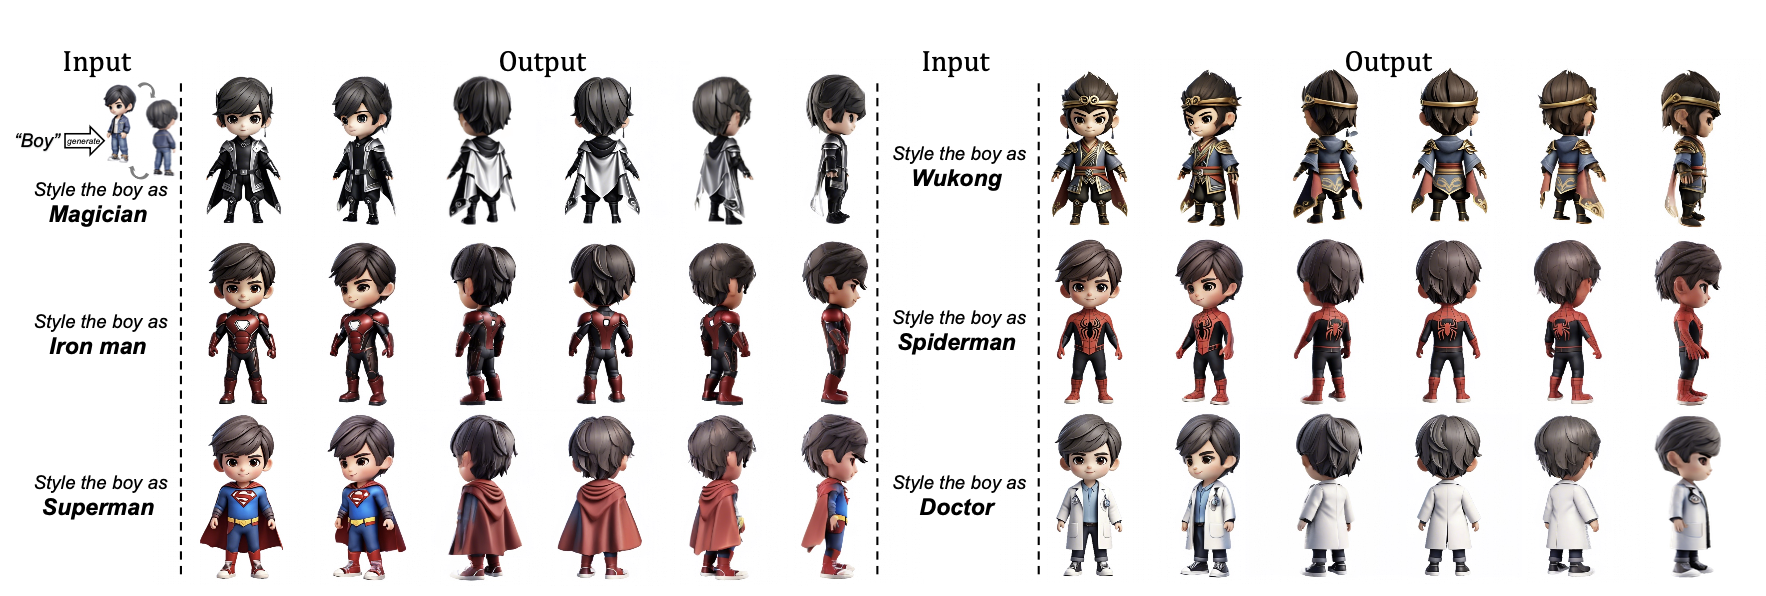 Input
Output
Input
Output
“Boy”
generate
Style the boy as
Magician
Style the boy as
Wukong
Style the boy as
Iron man
Style the boy as
Spiderman
Style the boy as
Superman
Style the boy as
Doctor